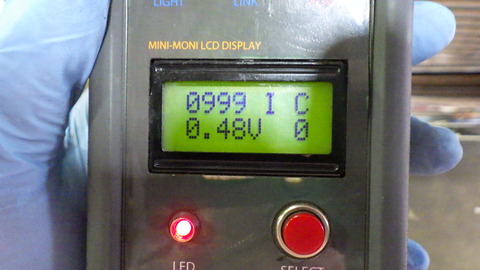 LIGHT LINK
MINI-MONI LCD DISPLAY
0999 I C
0.48V 0
LED SELECT